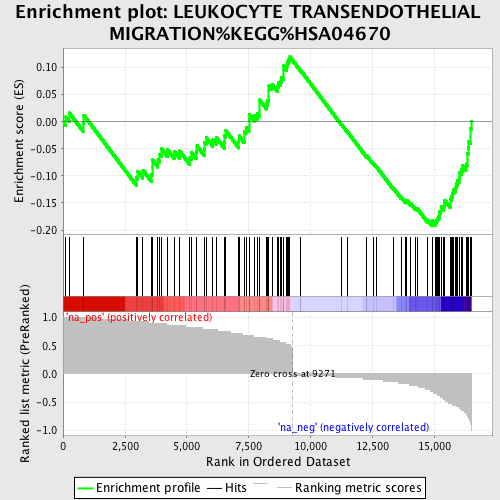 Enrichment plot: LEUKOCYTE TRANSENDOTHELIAL
MIGRATION%KEGG%HSA04670
Enrichment score (ES)
0.10
0.05
0.00
-0.05
-0.10
-0.15
-0.20
'na_pos' (positively correlated)
Ranked list metric (PreRanked)
1.0
0.5
0.0
-0.5
-1.0
Zero cross at 9271
'na_neg' (negatively correlated)
0
2,500
5,000
7,500
10,000
12,500
15,000
Rank in Ordered Dataset
Enrichment profile
Hits
Ranking metric scores